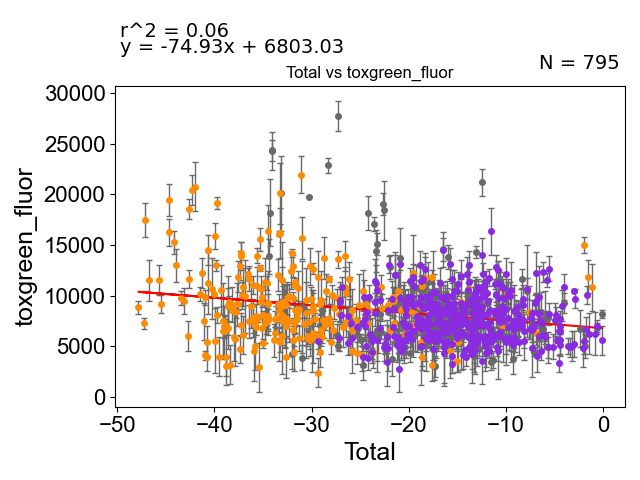 r^2 = 0.06
y = -74.93x + 6803.03
N = 795
Total vs toxgreen_fluor
30000
25000
20000
15000
10000
5000
0
toxgreen_fluor
−50
−40
−30
−20
−10
0
Total